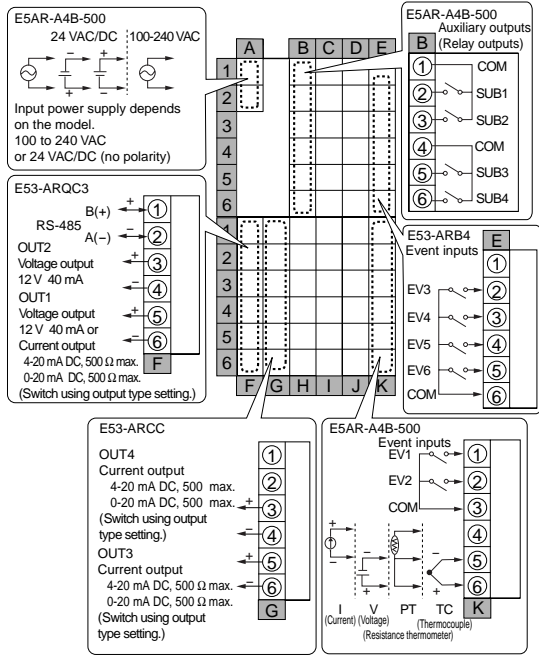 E5AR-A4B-500
24 VAC/DC
100-240 VAC
Input power supply depends
on the model.
100 to 240 VAC
or 24 VAC/DC (no polarity)
A
B
C
D
E
1
2
3
4
5
6
1
2
3
4
5
6
F
G
H
I
J
K
E5AR-A4B-500
Auxiliary outputs
(Relay outputs)
B
1 COM
2 SUB1
3 SUB2
4 COM
5 SUB3
6 SUB4
E53-ARQC3
RS-485
B(+) + 1
A(−) − 2
OUT2
Voltage output
12 V 40 mA
+ 3
− 4
OUT1
Voltage output
12 V 40 mA or
Current output
4-20 mA DC, 500 Ω max.
0-20 mA DC, 500 Ω max.
(Switch using output type setting.)
+ 5
− 6
F
E53-ARB4
Event inputs
E
1
EV3 2
EV4 3
EV5 4
EV6 5
COM 6
E53-ARCC
OUT4
Current output
4-20 mA DC, 500 max.
0-20 mA DC, 500 max.
(Switch using output
type setting.)
OUT3
Current output
4-20 mA DC, 500 Ω max.
0-20 mA DC, 500 Ω max.
(Switch using output
type setting.)
1
2
+ 3
− 4
+ 5
− 6
G
E5AR-A4B-500
Event inputs
EV1 1
EV2 2
COM 3
4
5
6
K
+ −
− +
− +
I
(Current)
V
(Voltage)
PT
(Resistance thermometer)
TC
(Thermocouple)